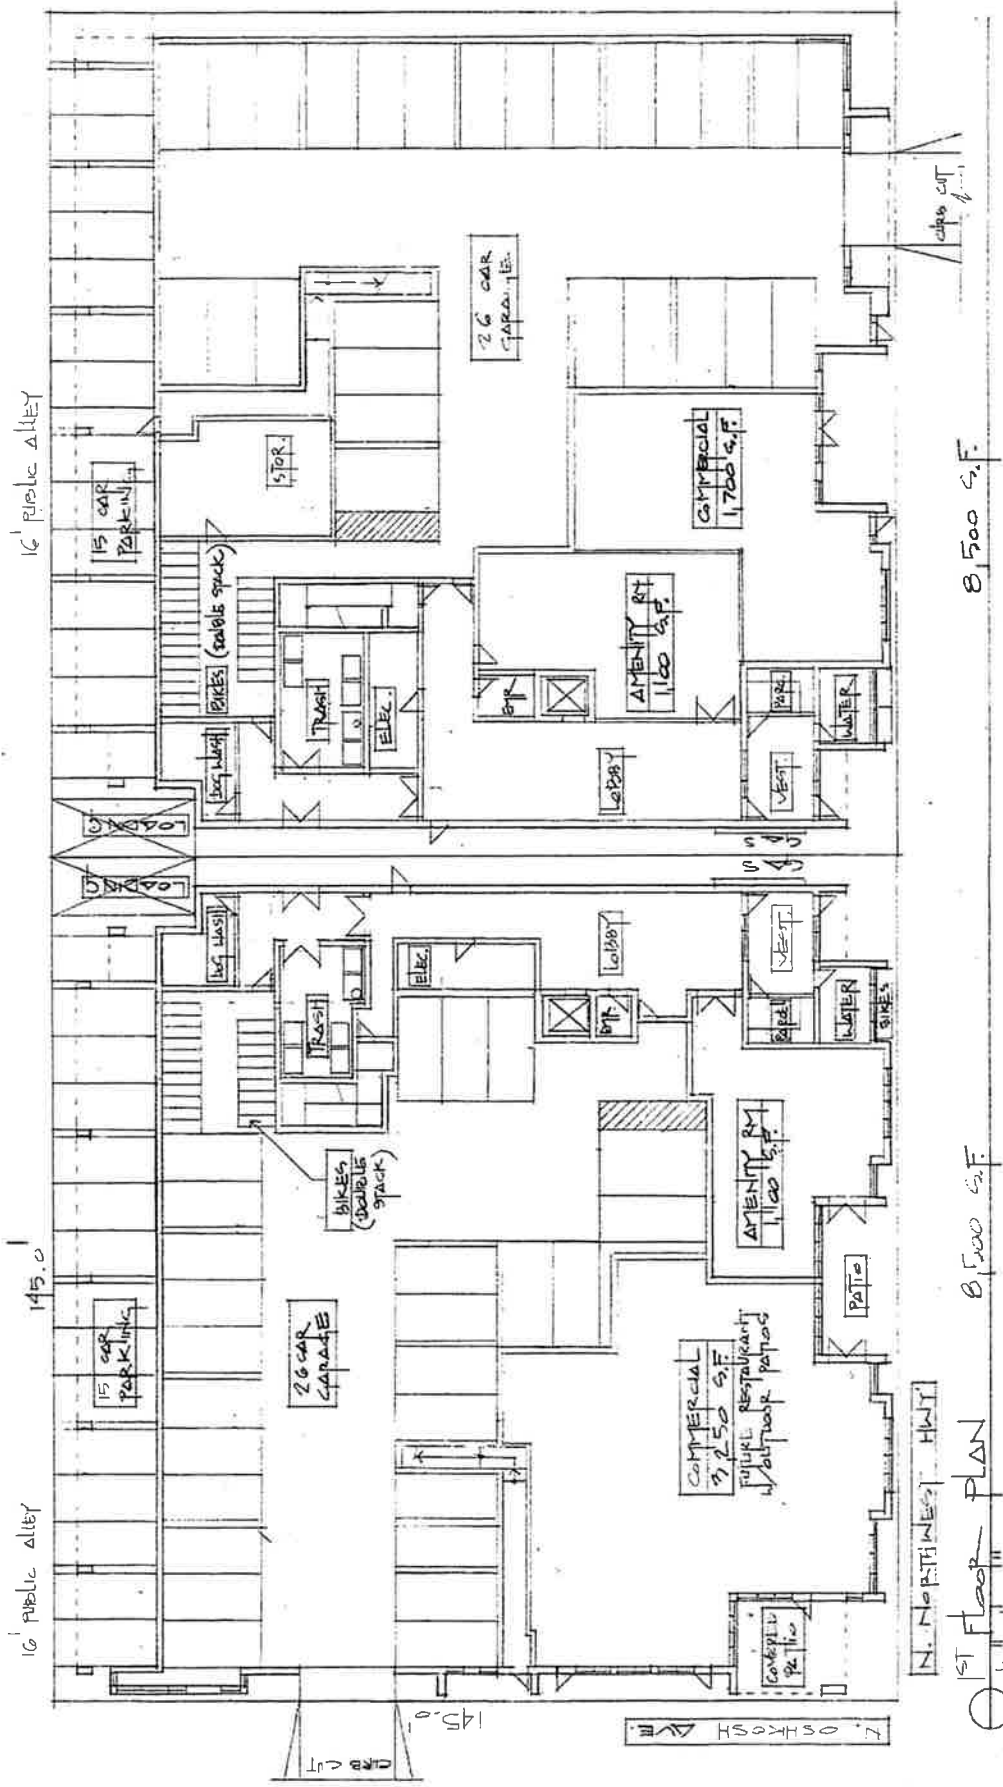 16' PUBLIC ALLEY
16' PUBLIC ALLEY
145.0'
15 CAR
PARKING
15 CAR
PARKING
LOADING
LOADING
DOG WASH
DOG WASH
BIKES (DOUBLE STACK)
BIKES
(DOUBLE
STACK)
STOR.
TRASH
TRASH
ELEC.
ELEC.
26 CAR
GARAGE
26 CAR
GARAGE
LOBBY
LOBBY
AMENITY RM
1,100 S.F.
AMENITY RM
1,100 S.F.
COMMERCIAL
3,250 S.F.
FUTURE RESTAURANT
W/ OUTDOOR PATIOS
COMMERCIAL
1,700 S.F.
GAS
GAS
VEST.
VEST.
WATER
WATER
BIKES
PATIO
COVERED
PATIO
CURB CUT
CURB CUT
145.0'
N. OSHKOSH AVE.
N. NORTHWEST HWY
8,500 S.F.
8,500 S.F.
1ST FLOOR PLAN